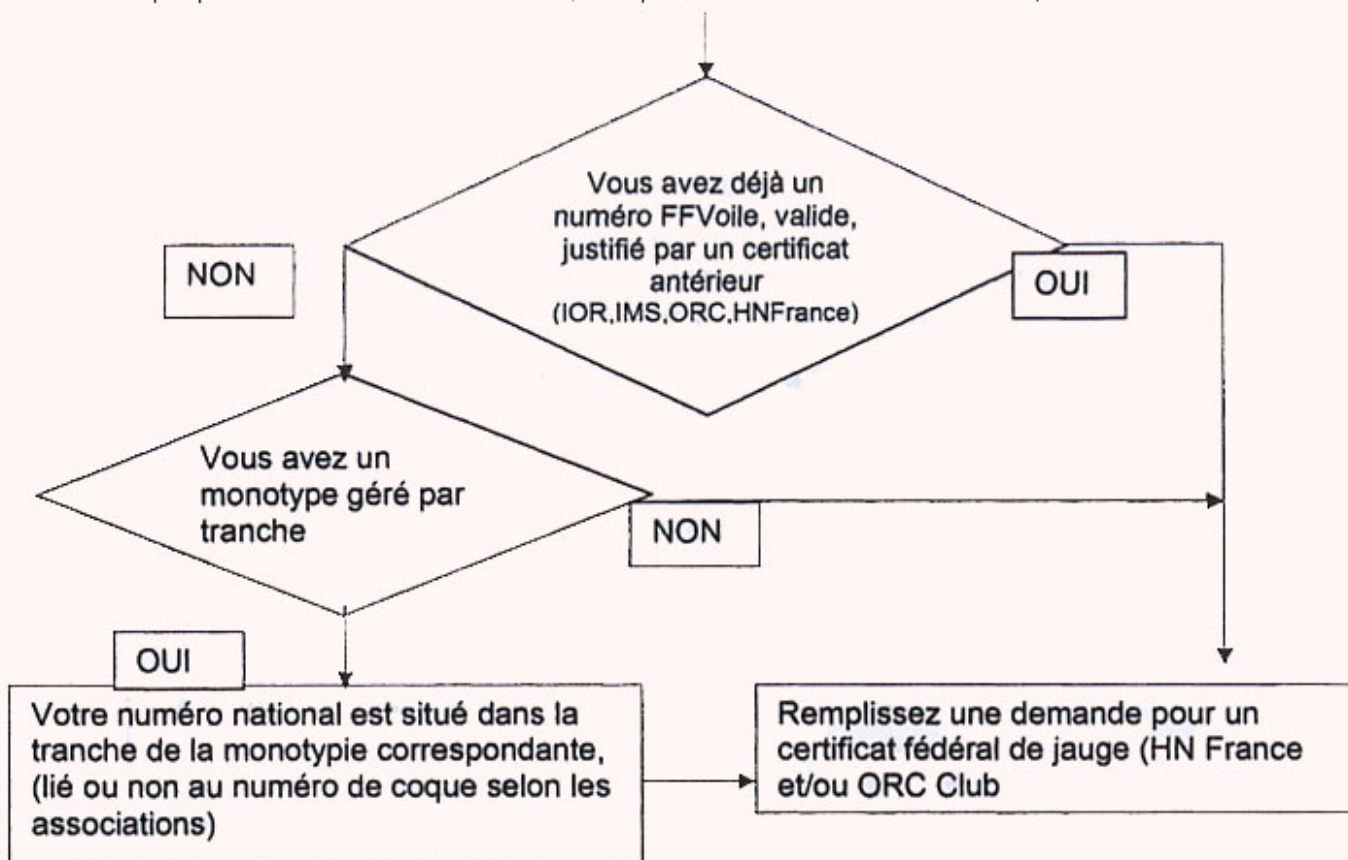 Vous avez déjà un
numéro FFVoile, valide,
justifié par un certificat
antérieur
(IOR,IMS,ORC,HNFrance)
NON
OUI
Vous avez un
monotype géré par
tranche
NON
OUI
Votre numéro national est situé dans la
tranche de la monotypie correspondante,
(lié ou non au numéro de coque selon les
associations)
Remplissez une demande pour un
certificat fédéral de jauge (HN France
et/ou ORC Club